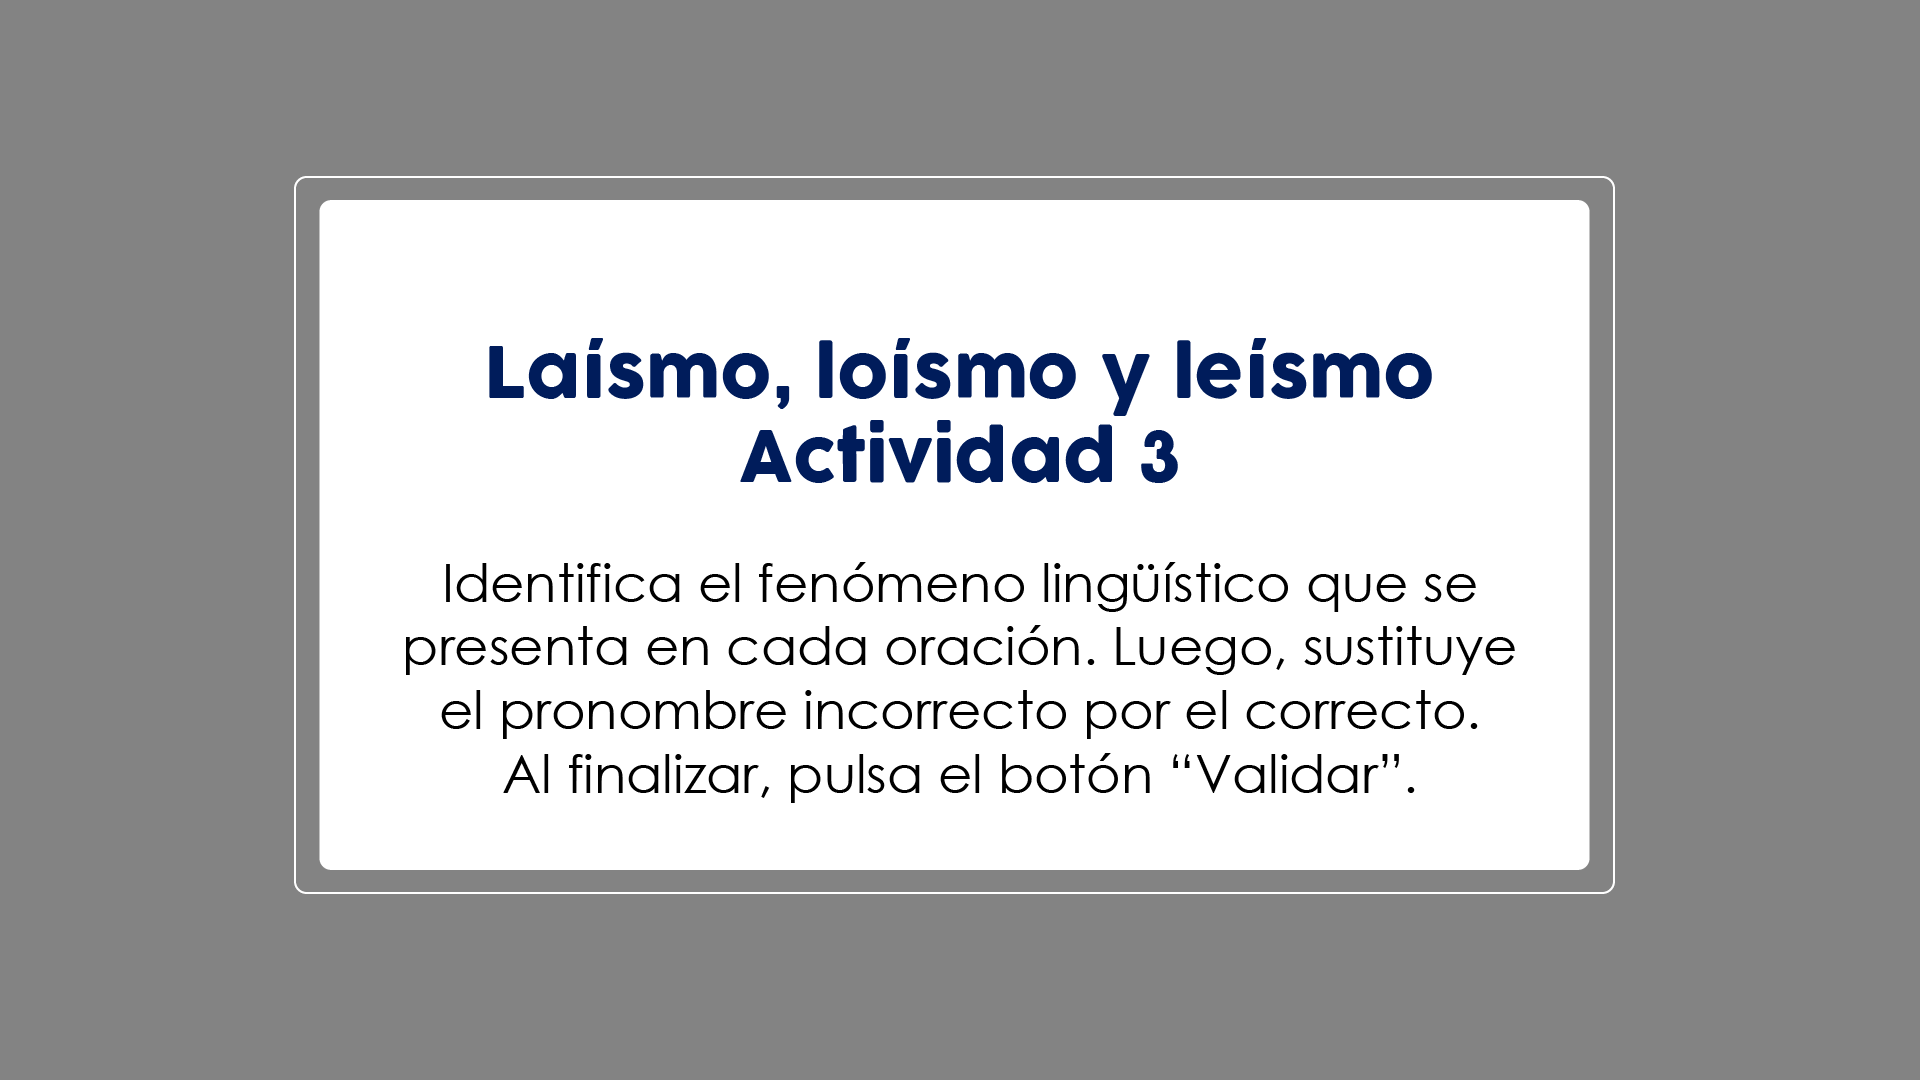 Laísmo, loísmo y leísmo
Actividad 3
Identifica el fenómeno lingüístico que se
presenta en cada oración. Luego, sustituye
el pronombre incorrecto por el correcto.
Al finalizar, pulsa el botón “Validar”.